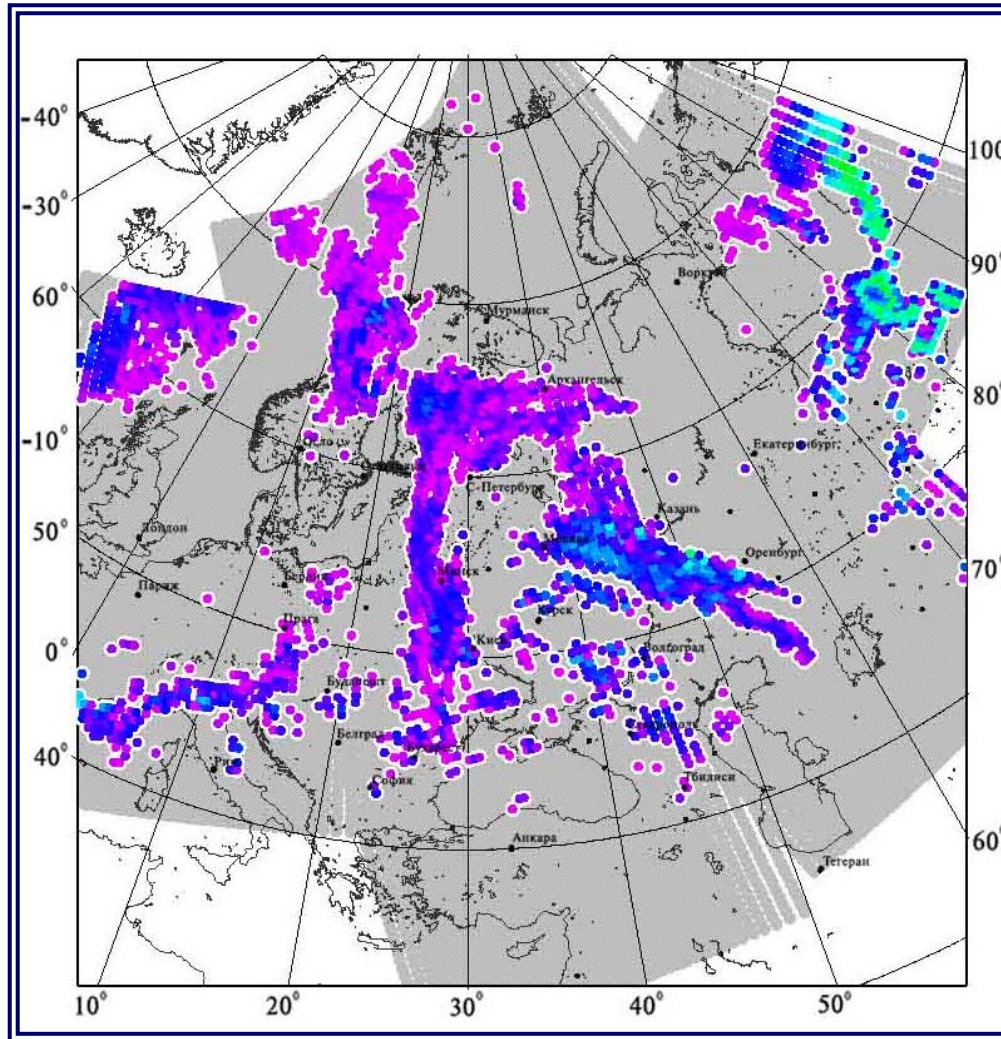 -40°
100
-30°
Воркута
90°
60°
Мурманск
Архангельск
80°
-10°
Осло
Екатеринбург
С-Петербург
Казань
50°
Лондон
Москва
Оренбург
70°
Берлин
Минск
Париж
Курск
Прага
Киев
0°
Волгоград
Будапешт
Белград
40°
Рим
Бухарест
София
Тбилиси
Анкара
60°
Тегеран
10°
20°
30°
40°
50°